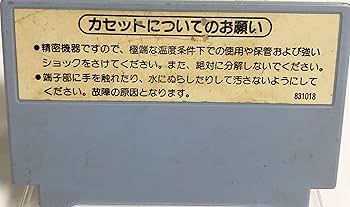 カセットについてのお願い
●精密機器ですので、極端な温度条件下での使用や保管および強い
ショックをさけてください。また、絶対に分解しないでください。
●端子部に手を触れたり、水にぬらしたりして汚さないようにして
ください。故障の原因となります。
831018